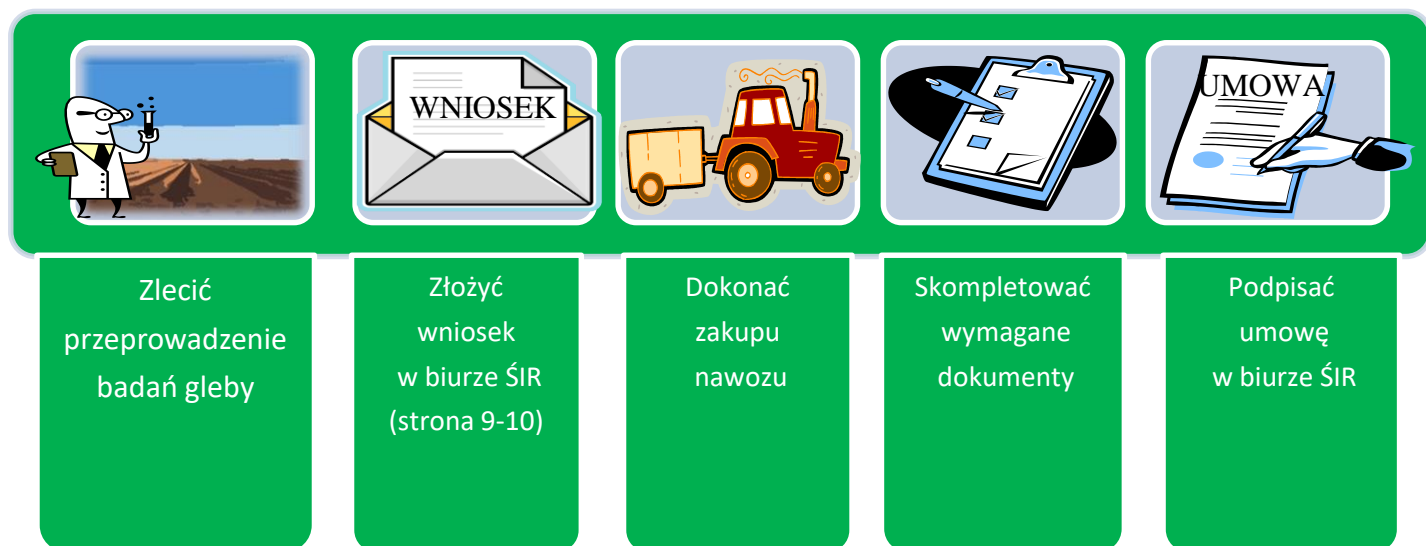 WNIOSEK
UMOWA
Zlecić
przeprowadzenie
badań gleby
Złożyć
wniosek
w biurze ŚIR
(strona 9-10)
Dokonać
zakupu
nawozu
Skompletować
wymagane
dokumenty
Podpisać
umowę
w biurze ŚIR